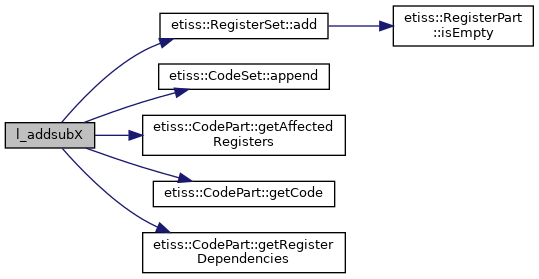 l_addsubX
etiss::RegisterSet::add
etiss::RegisterPart
::isEmpty
etiss::CodeSet::append
etiss::CodePart::getAffected
Registers
etiss::CodePart::getCode
etiss::CodePart::getRegister
Dependencies